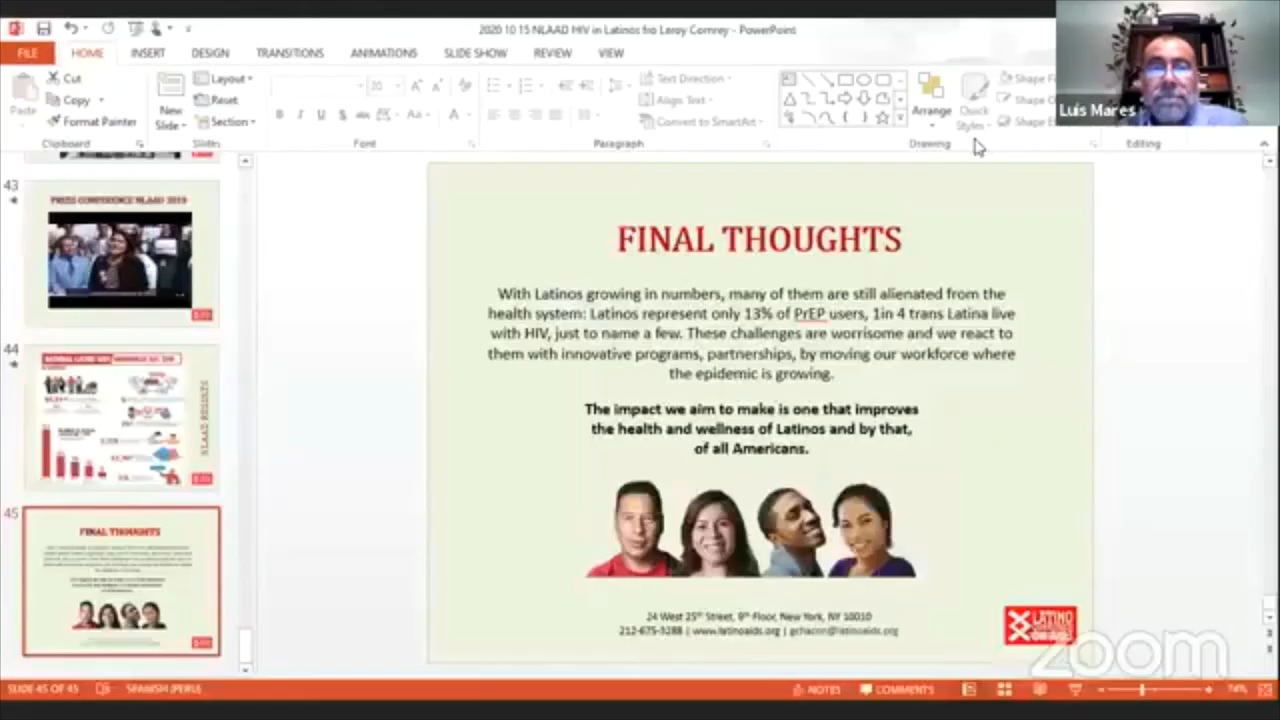 2020 10 15 NLAAD HIV in Latinos fro Leroy Comrey - PowerPoint
FILE
HOME
INSERT
DESIGN
TRANSITIONS
ANIMATIONS
SLIDE SHOW
REVIEW
VIEW
Cut
Copy
Format Painter
Paste
Clipboard
New
Slide
Layout
Reset
Section
Slides
20
Font
Text Direction
Align Text
Convert to SmartArt
Paragraph
Arrange
Quick
Styles
Drawing
Editing
Luis Mares
43
PRESS CONFERENCE NLAAD 2019
44
NLAAD RESULTS
45
FINAL THOUGHTS
FINAL THOUGHTS
With Latinos growing in numbers, many of them are still alienated from the
health system: Latinos represent only 13% of PrEP users, 1in 4 trans Latina live
with HIV, just to name a few. These challenges are worrisome and we react to
them with innovative programs, partnerships, by moving our workforce where
the epidemic is growing.
The impact we aim to make is one that improves
the health and wellness of Latinos and by that,
of all Americans.
24 West 25th Street, 9th Floor, New York, NY 10010
212-675-3288 | www.latinoaids.org | gchacon@latinoaids.org
LATINO
zoom
SLIDE 45 OF 45
SPANISH (PERU)
NOTES
COMMENTS
74%